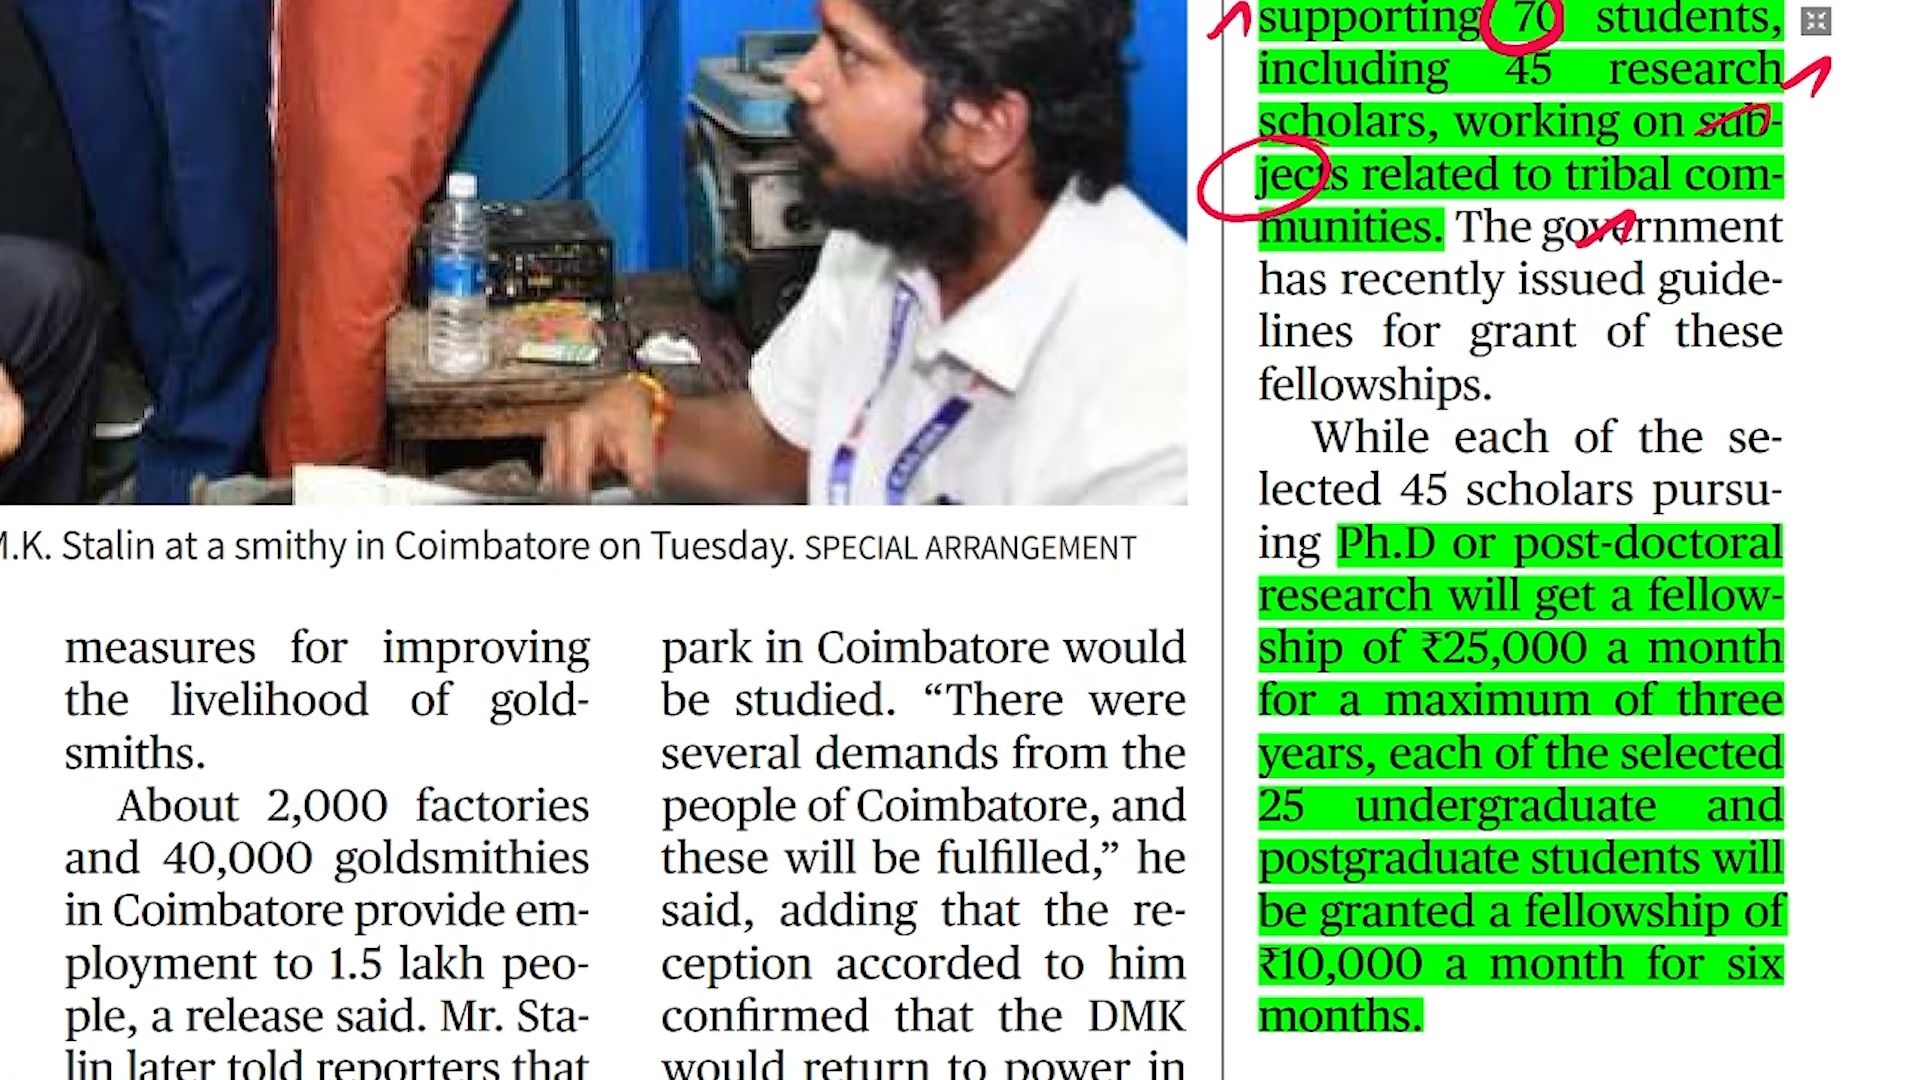 M.K. Stalin at a smithy in Coimbatore on Tuesday. SPECIAL ARRANGEMENT
measures for improving
the livelihood of gold-
smiths.
About 2,000 factories
and 40,000 goldsmithies
in Coimbatore provide em-
ployment to 1.5 lakh peo-
ple, a release said. Mr. Sta-
lin later told reporters that
park in Coimbatore would
be studied. “There were
several demands from the
people of Coimbatore, and
these will be fulfilled,” he
said, adding that the re-
ception accorded to him
confirmed that the DMK
would return to power in
supporting 70 students,
including 45 research
scholars, working on sub-
jects related to tribal com-
munities. The government
has recently issued guide-
lines for grant of these
fellowships.
While each of the se-
lected 45 scholars pursu-
ing Ph.D or post-doctoral
research will get a fellow-
ship of ₹25,000 a month
for a maximum of three
years, each of the selected
25 undergraduate and
postgraduate students will
be granted a fellowship of
₹10,000 a month for six
months.